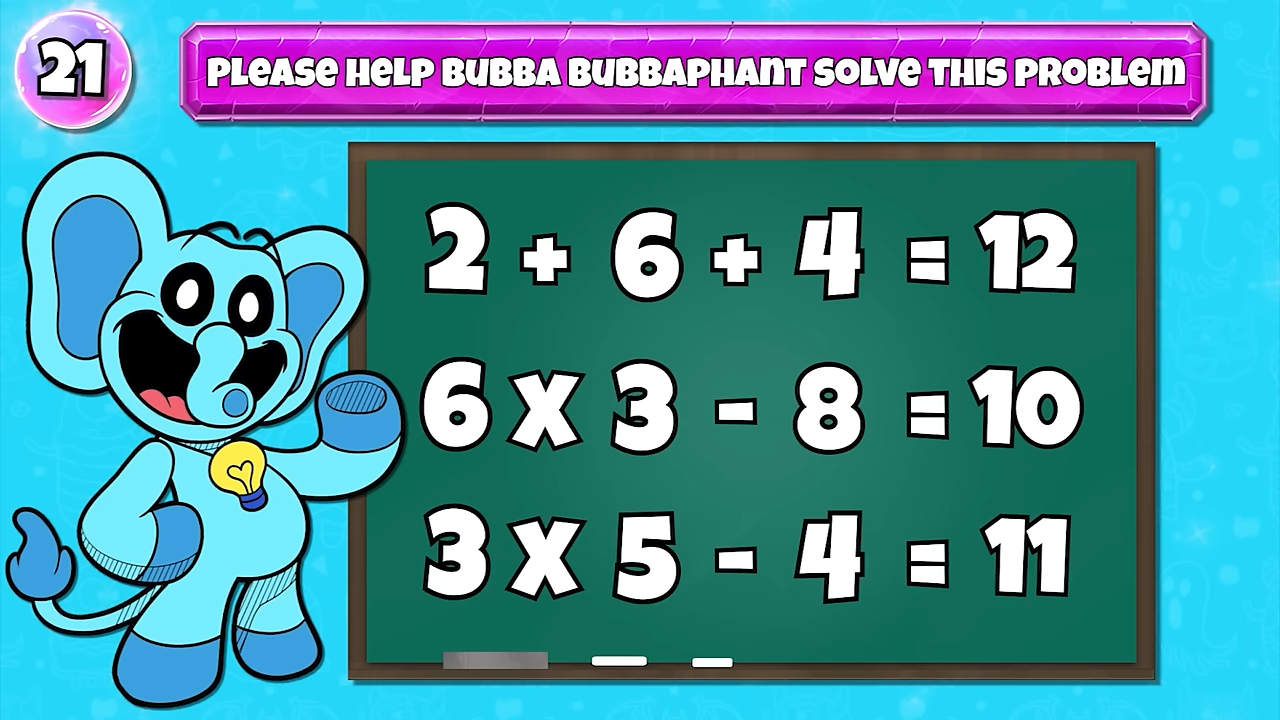 21
PLEASE HELP BUBBA BUBBAPHANT SOLVE THIS PROBLEM
2 + 6 + 4 = 12
6 X 3 - 8 = 10
3 X 5 - 4 = 11